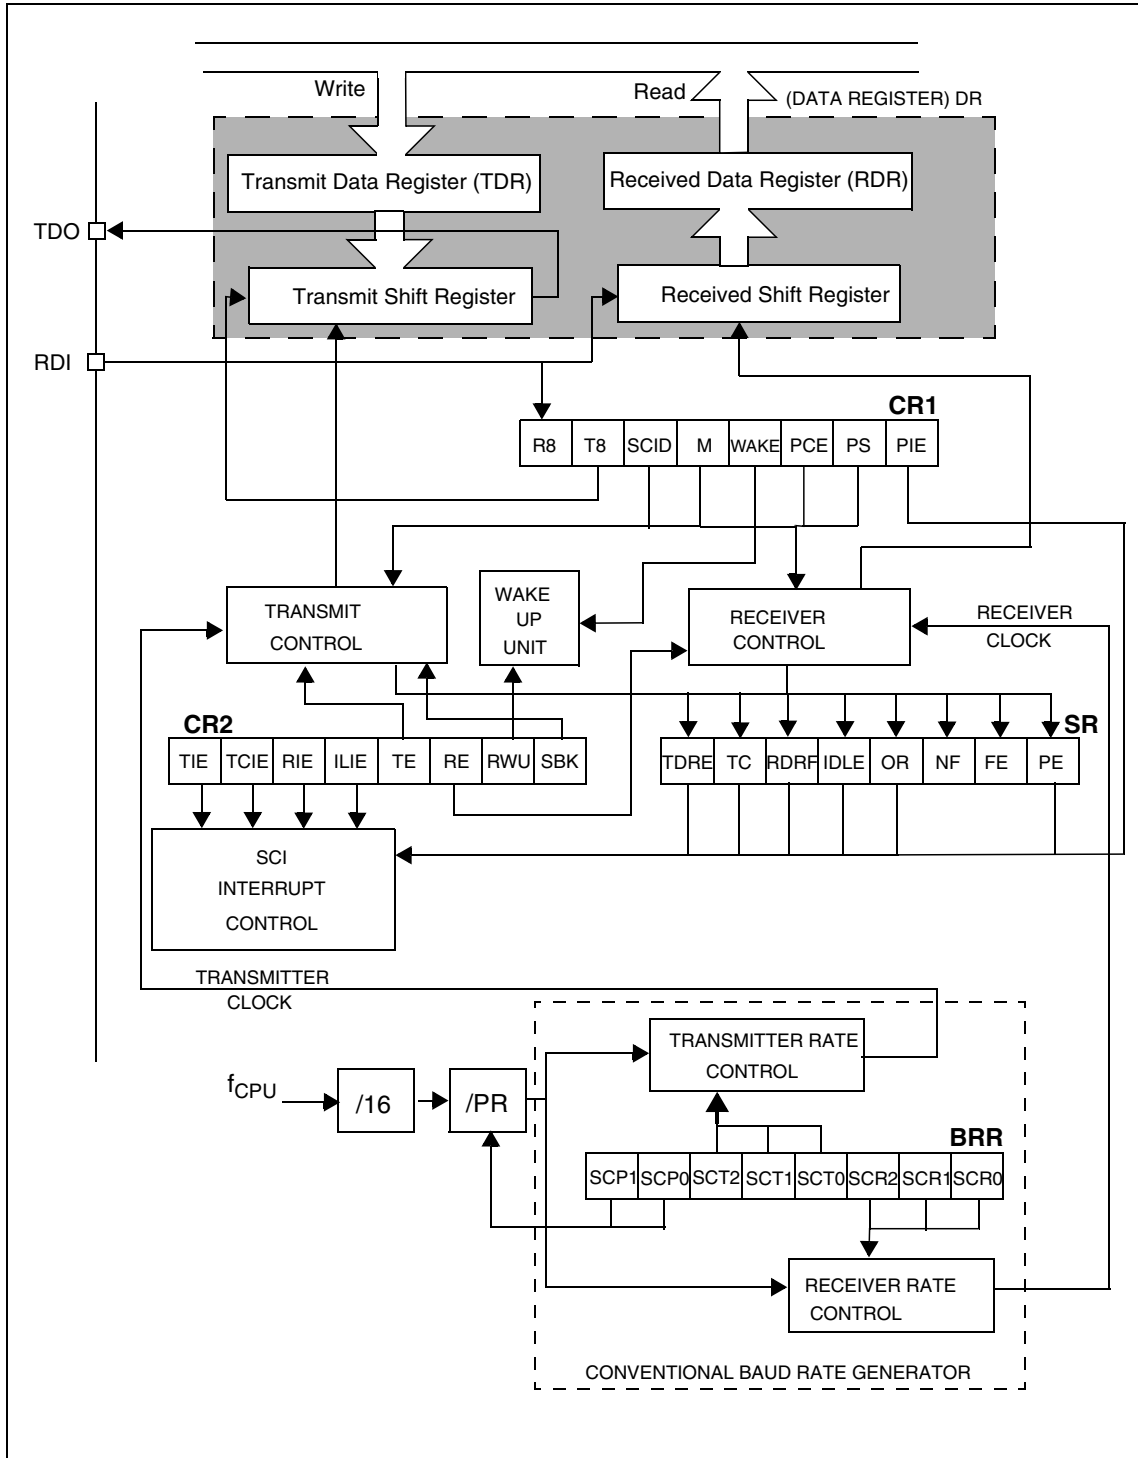 Write
Read
(DATA REGISTER) DR
Transmit Data Register (TDR)
Received Data Register (RDR)
TDO
Transmit Shift Register
Received Shift Register
RDI
CR1
R8 T8 SCID M WAKE PCE PS PIE
TRANSMIT
CONTROL
WAKE
UP
UNIT
RECEIVER
CONTROL
RECEIVER
CLOCK
CR2
TIE TCIE RIE ILIE TE RE RWU SBK
SR
TDRE TC RDRF IDLE OR NF FE PE
SCI
INTERRUPT
CONTROL
TRANSMITTER
CLOCK
TRANSMITTER RATE
CONTROL
fCPU
/16
/PR
BRR
SCP1 SCP0 SCT2 SCT1 SCT0 SCR2 SCR1 SCR0
RECEIVER RATE
CONTROL
CONVENTIONAL BAUD RATE GENERATOR